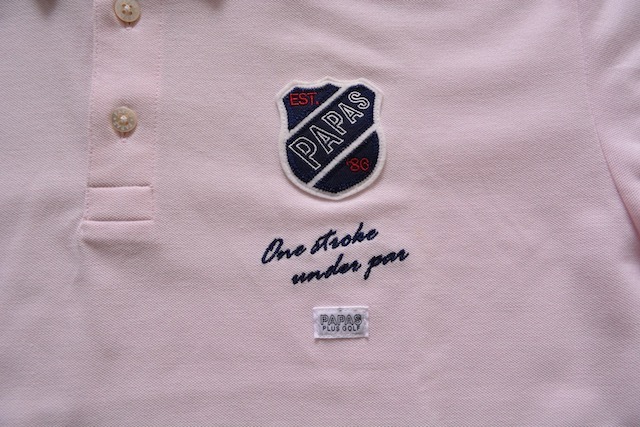 EST.
PAPAS
'86
One stroke
under par
PAPAS
PLUS GOLF